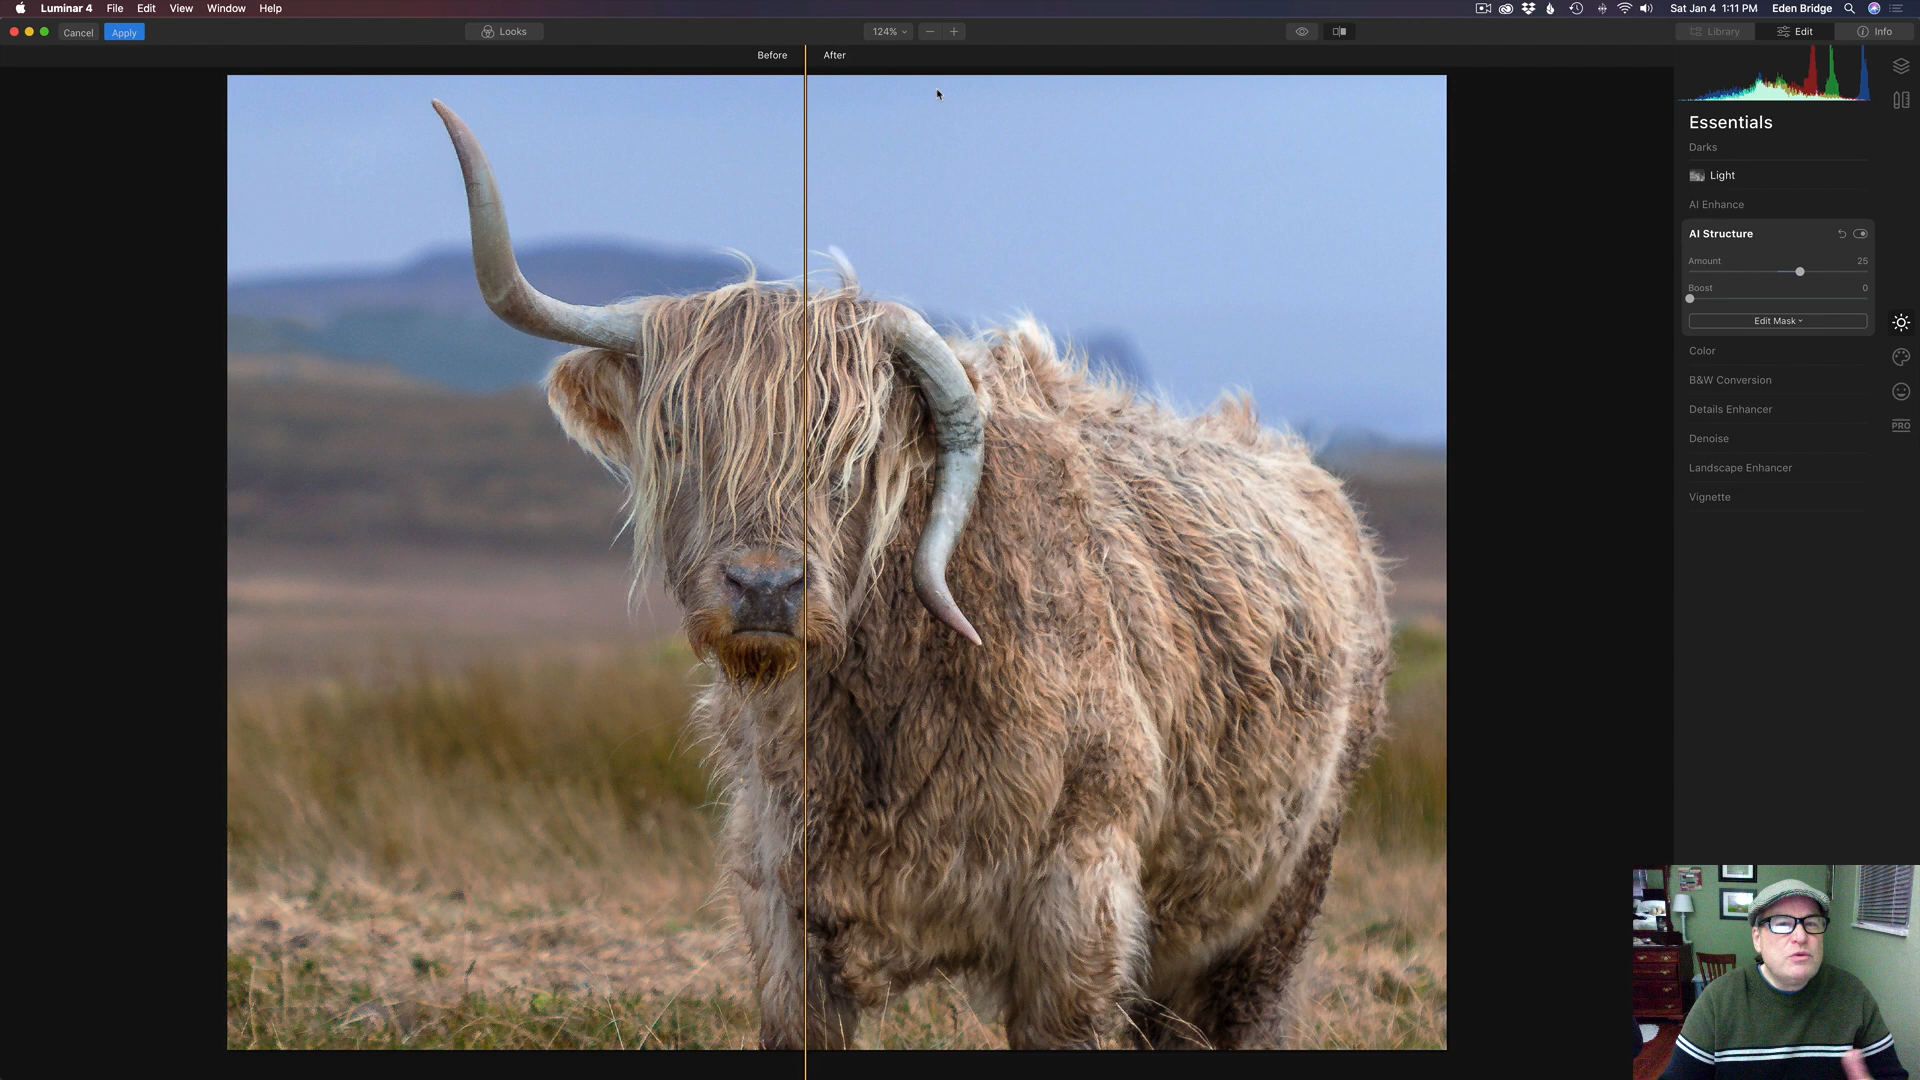 Luminar 4 File Edit View Window Help Sat Jan 4 1:11 PM Eden Bridge
Cancel Apply Looks 124% Library Edit Info
Before After
Essentials
Darks
Light
AI Enhance
AI Structure
Amount 25
Boost 0
Edit Mask
Color
B&W Conversion
Details Enhancer
Denoise
Landscape Enhancer
Vignette
PRO